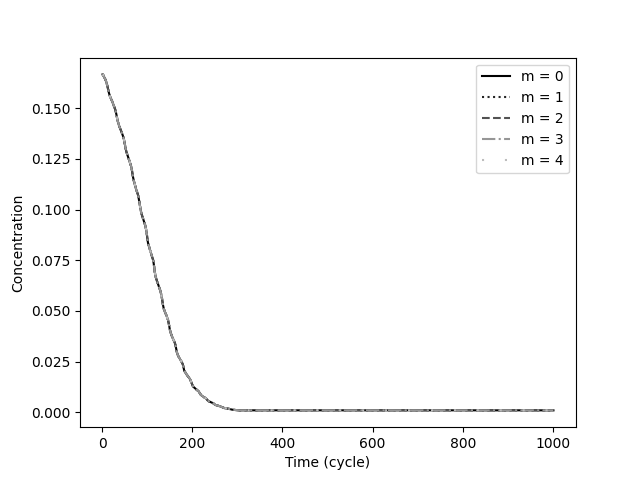 m = 0
m = 1
m = 2
m = 3
m = 4
0.150
0.125
0.100
0.075
0.050
0.025
0.000
Concentration
0 200 400 600 800 1000
Time (cycle)